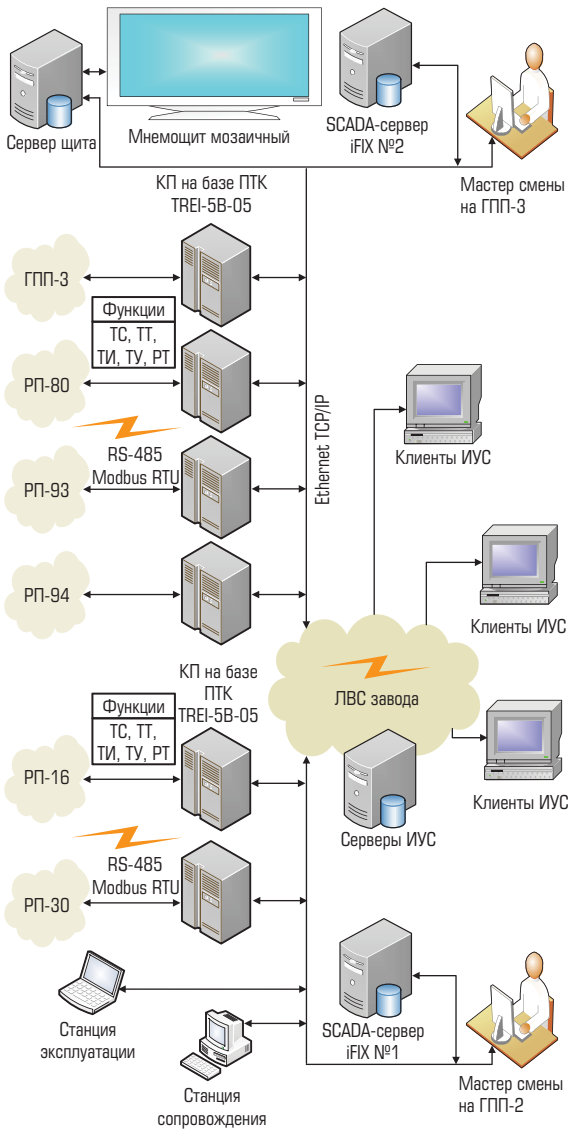 Сервер щита
Мнемощит мозаичный
SCADA-сервер
iFIX №2
Мастер смены
на ГПП-3
КП на базе ПТК
TREI-5B-05
ГПП-3
Функции
ТС, ТТ,
ТИ, ТУ, РТ
РП-80
RS-485
Modbus RTU
РП-93
РП-94
Ethernet TCP/IP
Клиенты ИУС
Клиенты ИУС
ЛВС завода
Клиенты ИУС
Серверы ИУС
КП на базе
ПТК
TREI-5B-05
Функции
ТС, ТТ,
ТИ, ТУ, РТ
РП-16
RS-485
Modbus RTU
РП-30
Станция
эксплуатации
Станция
сопровождения
SCADA-сервер
iFIX №1
Мастер смены
на ГПП-2